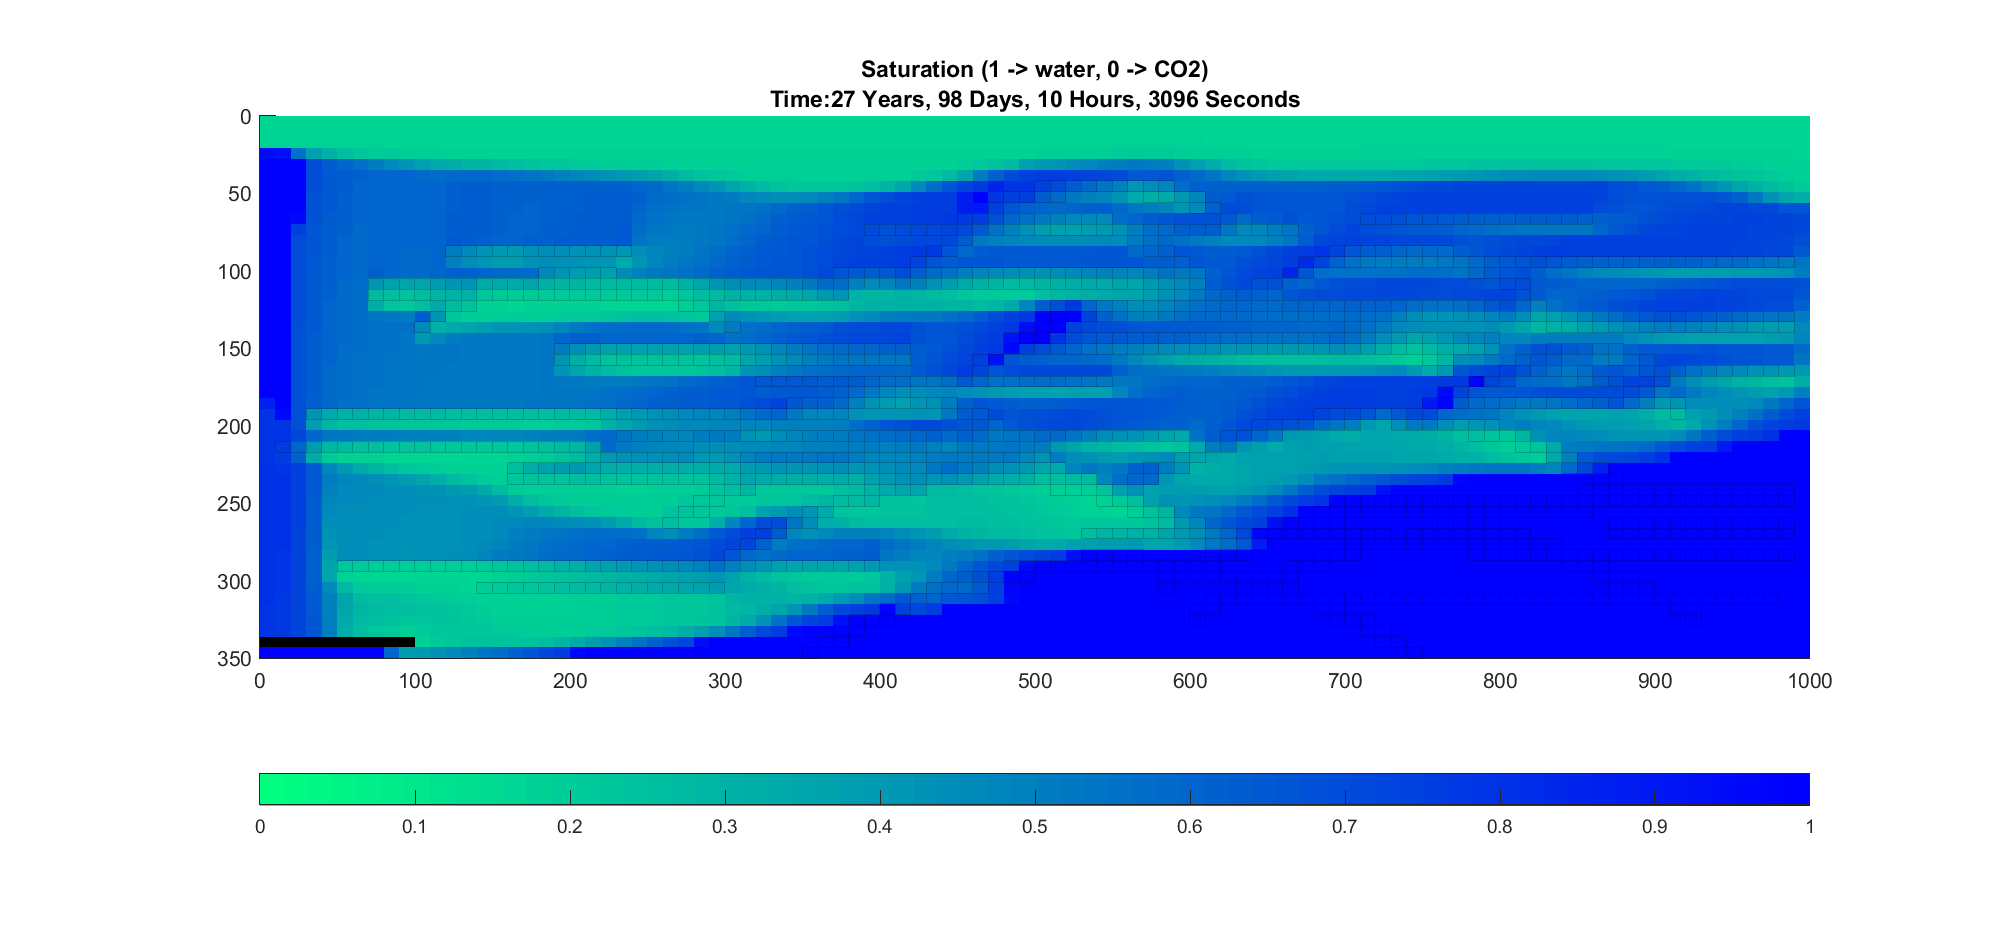 Saturation (1 -> water, 0 -> CO2)
Time:27 Years, 98 Days, 10 Hours, 3096 Seconds
0
50
100
150
200
250
300
350
0 100 200 300 400 500 600 700 800 900 1000
0 0.1 0.2 0.3 0.4 0.5 0.6 0.7 0.8 0.9 1